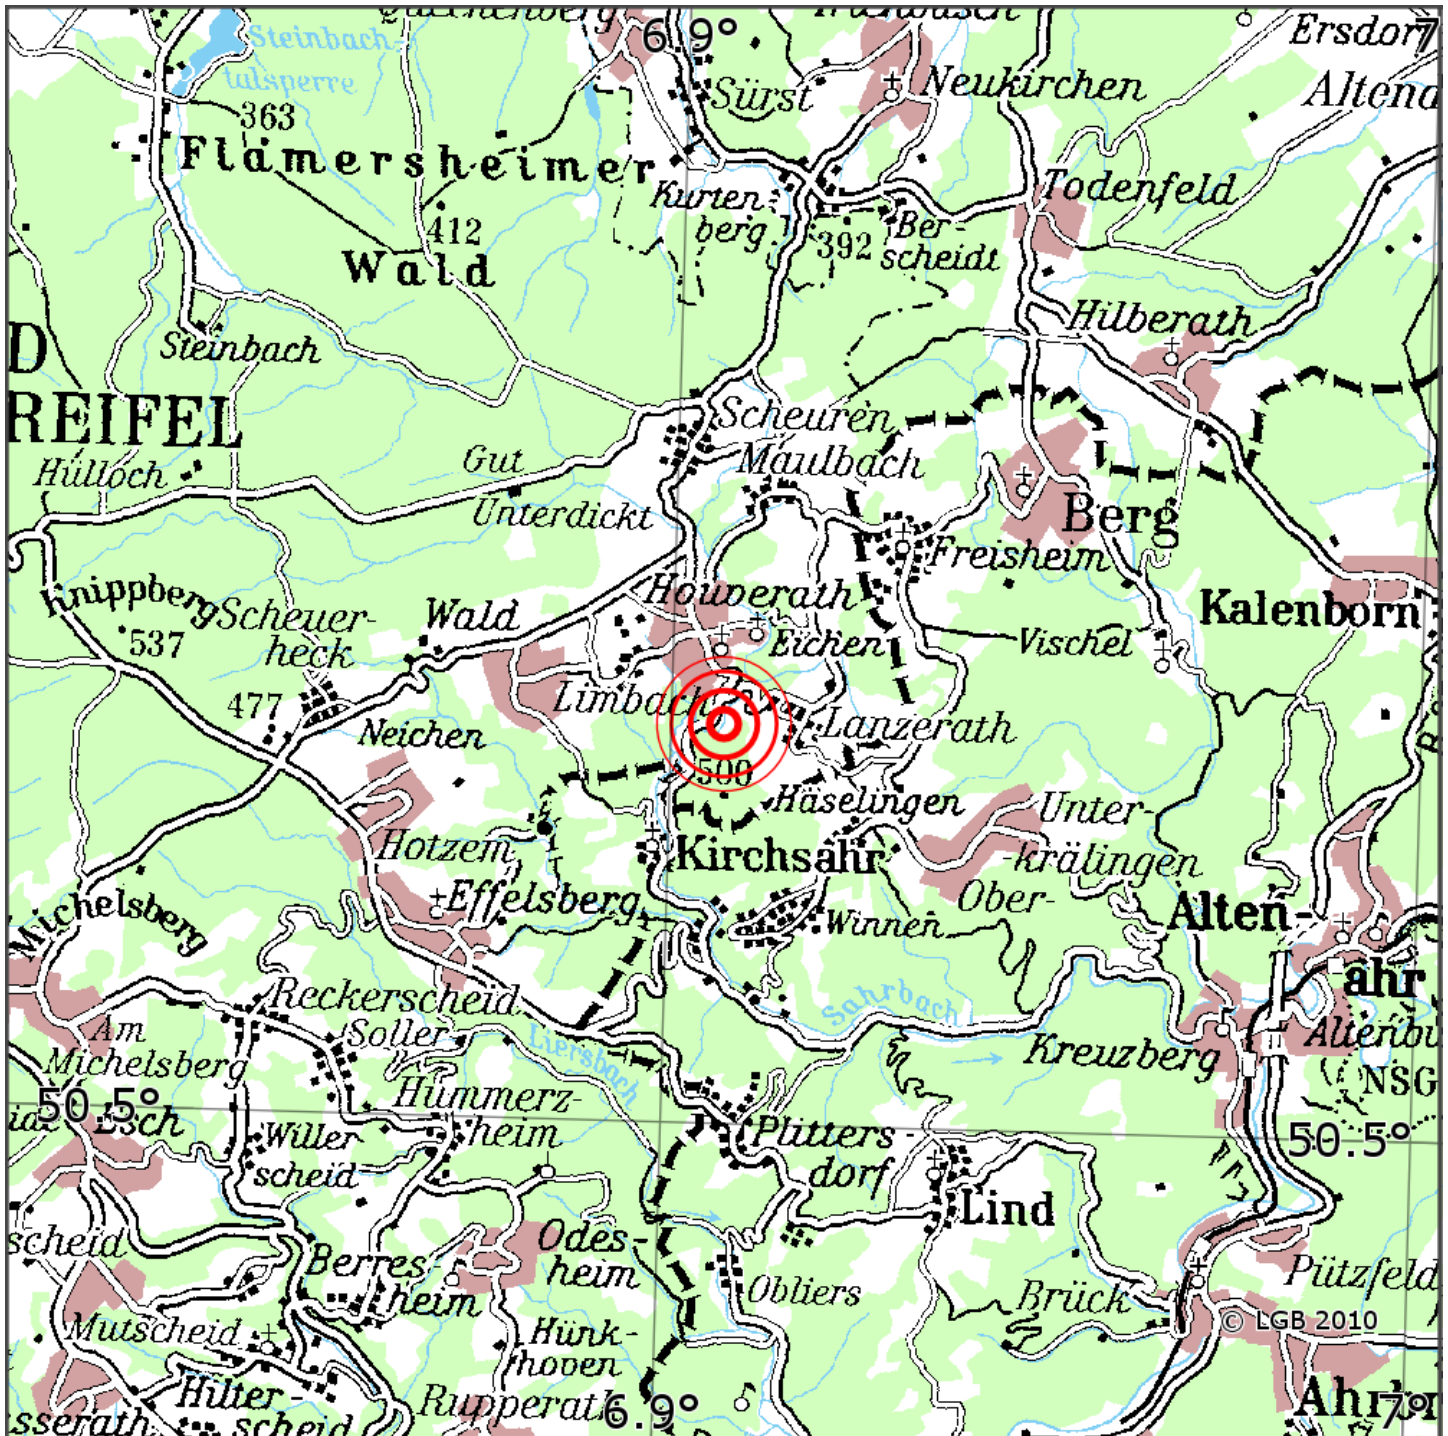 6.9°
7
Ersdorf
Steinbach-
talsperre
Neukirchen
Sürst
Altend
363
Flamersheimer
Todenfeld
Kurten
berg
412
392
Ber-
scheidt
Wald
Hilberath
D
Steinbach
REIFEL
Scheuren
Hülloch
Gut
Unterdickt
Maulbach
Berg
Freisheim
Knippberg
537
Scheuer-
heck
Wald
Houverath
Kalenborn
Eichen
Vischel
477
Limbach
Neichen
Lanzerath
500
Häselingen
Unter-
-krälingen
Ober-
Hotzem
Kirchsahr
Effelsberg
Michelsberg
Winnen
Alten-
ahr
Reckerscheid
Sahrbach
Am
Michelsberg
Soller
Liersbach
Kreuzberg
Altenbu
NSG
50.5°
Hummerz-
heim
Willer
scheid
Plitters-
dorf
50.5°
Lind
scheid
Odes-
heim
Berres-
heim
Obliers
Brück
Pützfeld
© LGB 2010
Mutscheid
Hünk-
hoven
Hilter-
scheid
Rupperath
6.9°
7°
sserath